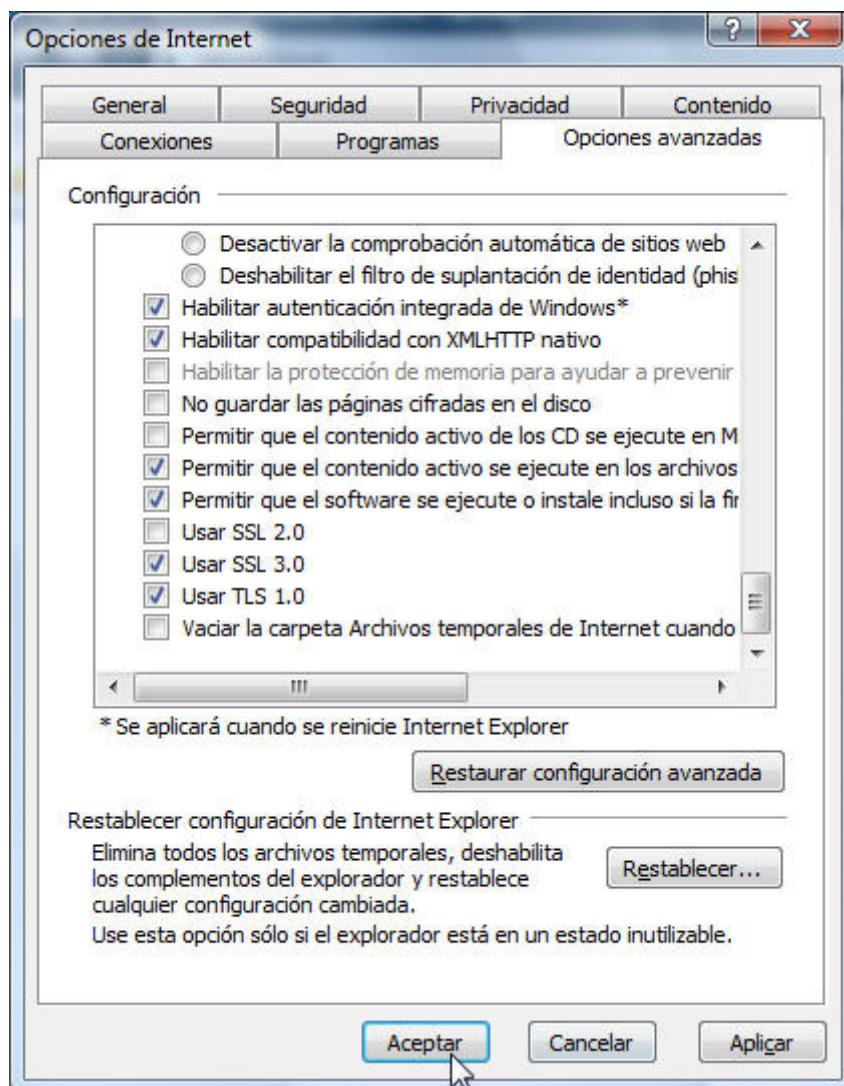 Opciones de Internet
General Seguridad Privacidad Contenido
Conexiones Programas Opciones avanzadas
Configuración
Desactivar la comprobación automática de sitios web
Deshabilitar el filtro de suplantación de identidad (phis
Habilitar autenticación integrada de Windows*
Habilitar compatibilidad con XMLHTTP nativo
Habilitar la protección de memoria para ayudar a prevenir
No guardar las páginas cifradas en el disco
Permitir que el contenido activo de los CD se ejecute en M
Permitir que el contenido activo se ejecute en los archivos
Permitir que el software se ejecute o instale incluso si la fir
Usar SSL 2.0
Usar SSL 3.0
Usar TLS 1.0
Vaciar la carpeta Archivos temporales de Internet cuando
* Se aplicará cuando se reinicie Internet Explorer
Restaurar configuración avanzada
Restablecer configuración de Internet Explorer
Elimina todos los archivos temporales, deshabilita
los complementos del explorador y restablece
cualquier configuración cambiada.
Restablecer...
Use esta opción sólo si el explorador está en un estado inutilizable.
Aceptar Cancelar Aplicar